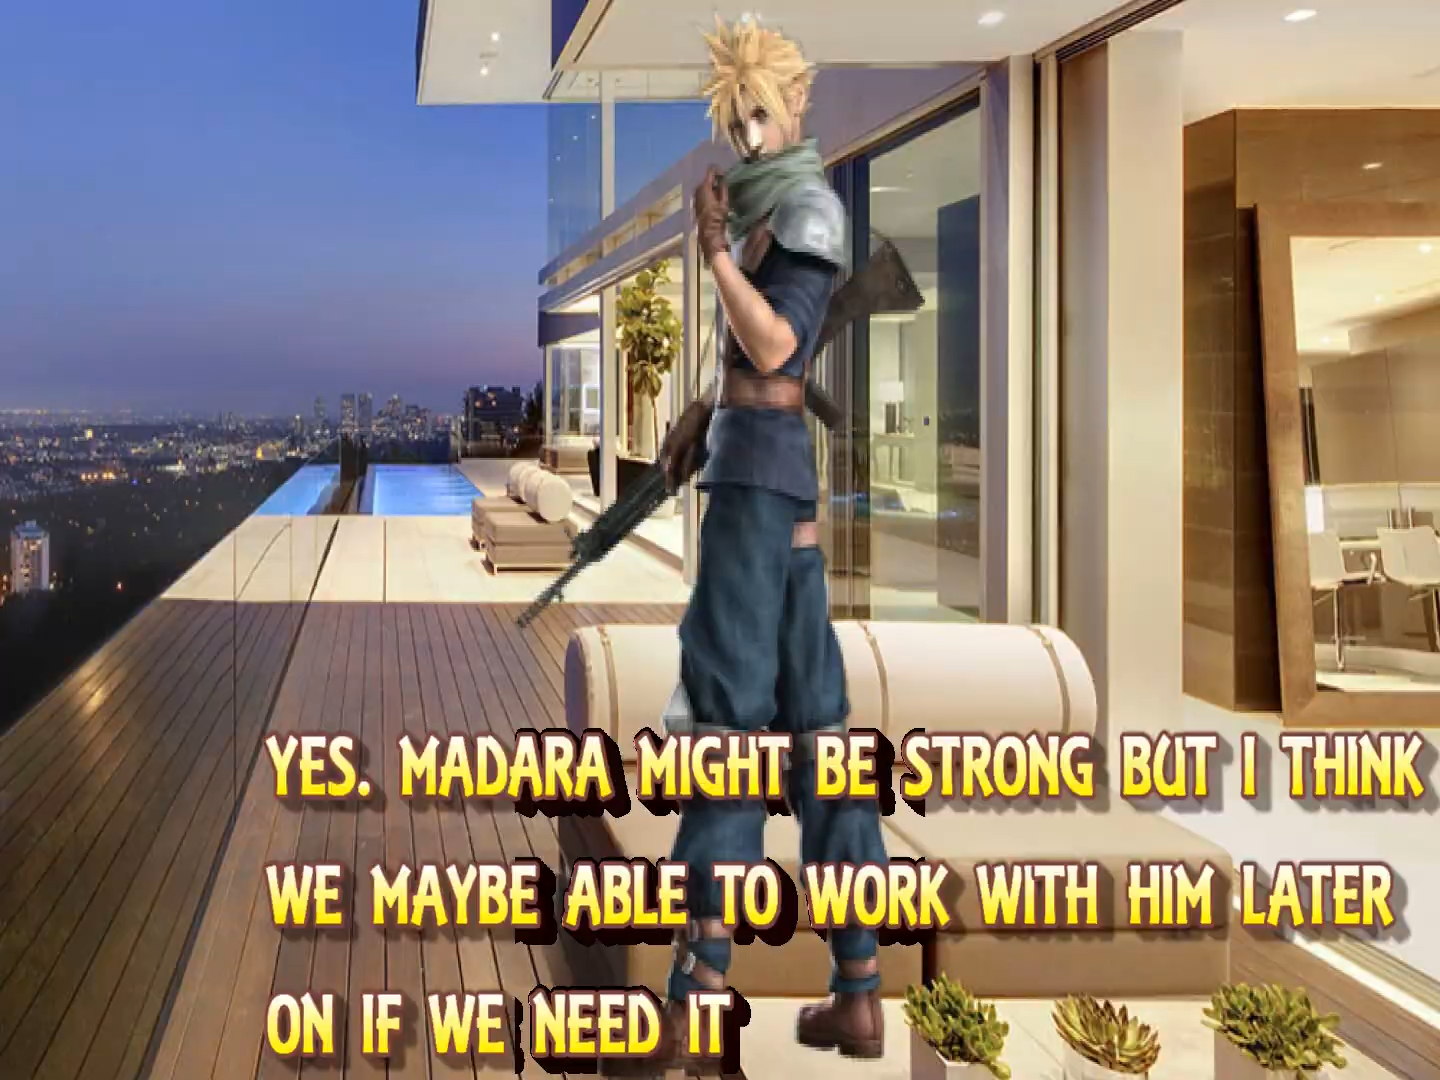 YES. MADARA MIGHT BE STRONG BUT I THINK
WE MAYBE ABLE TO WORK WITH HIM LATER
ON IF WE NEED IT